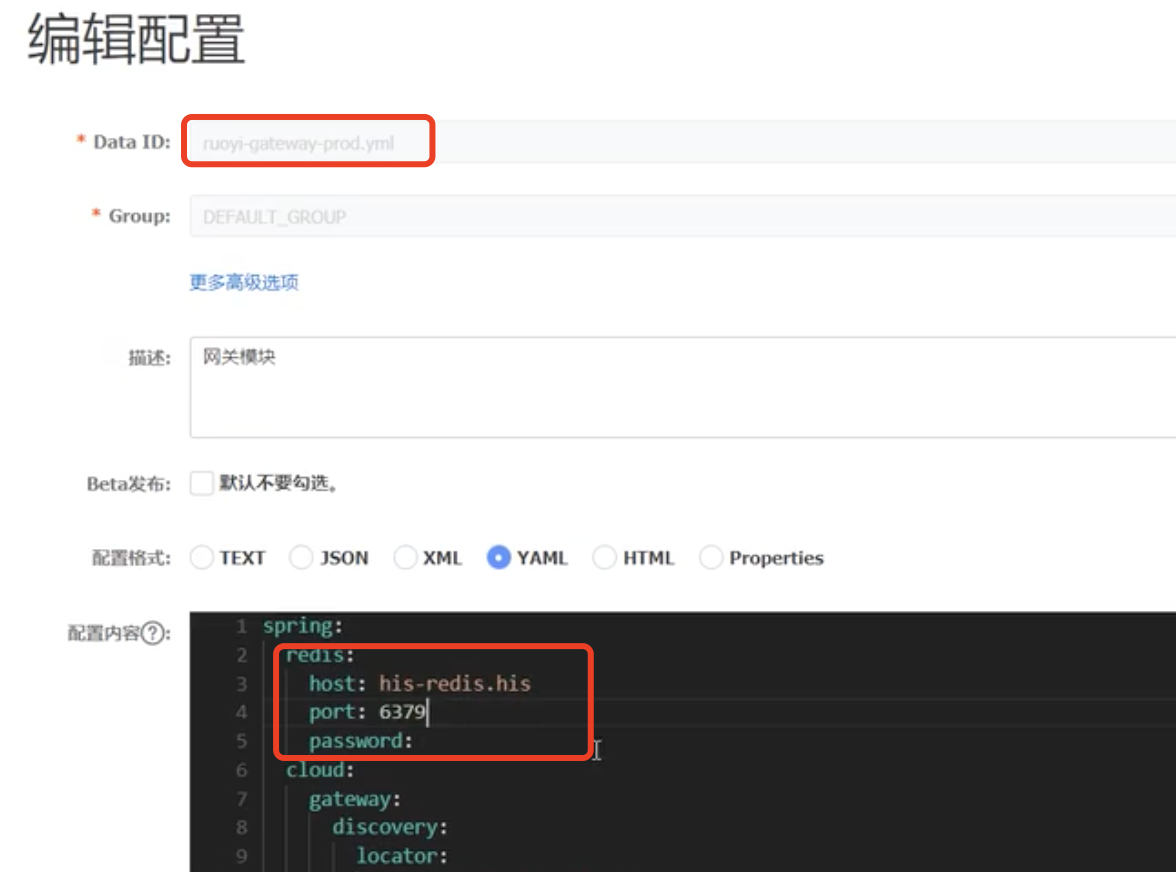 编辑配置
* Data ID: ruoyi-gateway-prod.yml
* Group: DEFAULT_GROUP
更多高级选项
描述: 网关模块
Beta发布: 默认不要勾选。
配置格式: TEXT JSON XML YAML HTML Properties
配置内容?:
1 spring:
2 redis:
3 host: his-redis.his
4 port: 6379
5 password:
6 cloud:
7 gateway:
8 discovery:
9 locator: